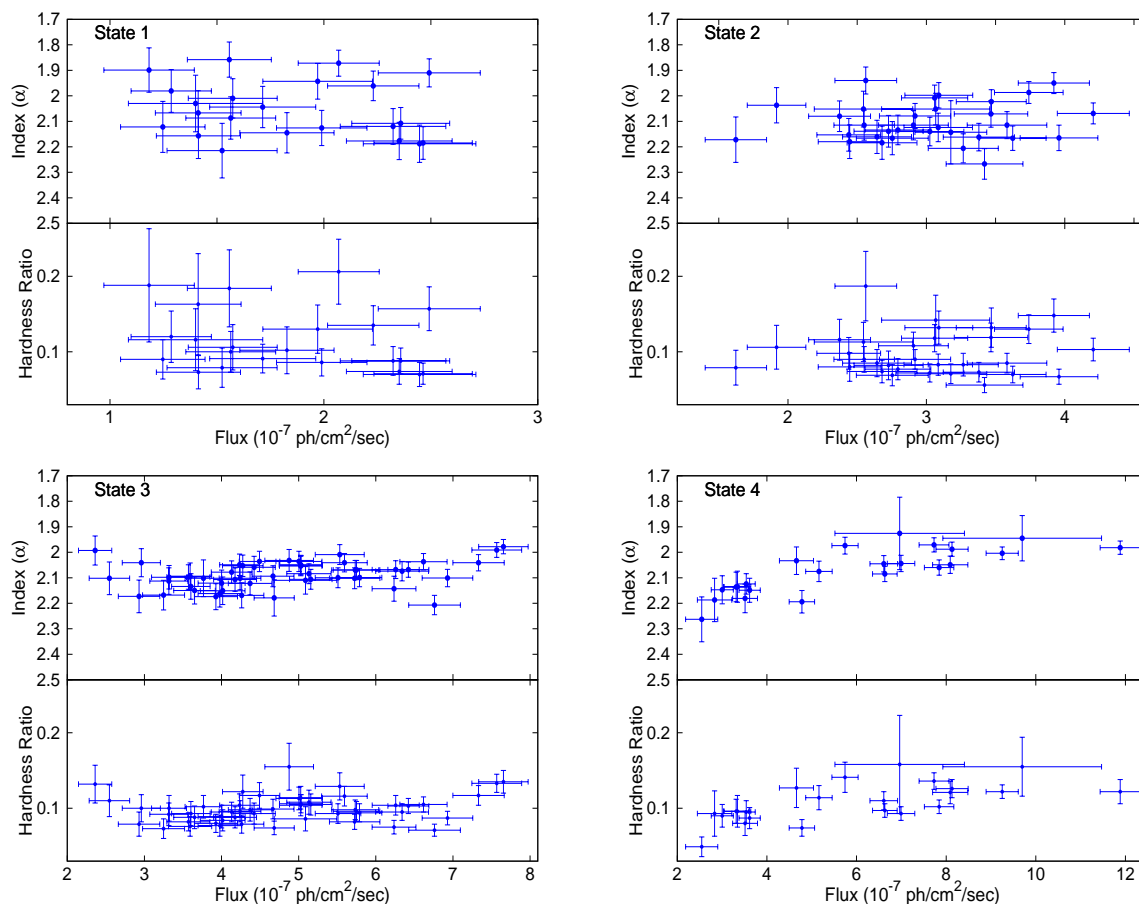 State 1
Index (α)
1.7
1.8
1.9
2
2.1
2.2
2.3
2.4
2.5
Hardness Ratio
0.2
0.1
1 2 3
Flux (10⁻⁷ ph/cm²/sec)
State 2
Index (α)
1.7
1.8
1.9
2
2.1
2.2
2.3
2.4
2.5
Hardness Ratio
0.2
0.1
2 3 4
Flux (10⁻⁷ ph/cm²/sec)
State 3
Index (α)
1.7
1.8
1.9
2
2.1
2.2
2.3
2.4
2.5
Hardness Ratio
0.2
0.1
2 3 4 5 6 7 8
Flux (10⁻⁷ ph/cm²/sec)
State 4
Index (α)
1.7
1.8
1.9
2
2.1
2.2
2.3
2.4
2.5
Hardness Ratio
0.2
0.1
2 4 6 8 10 12
Flux (10⁻⁷ ph/cm²/sec)